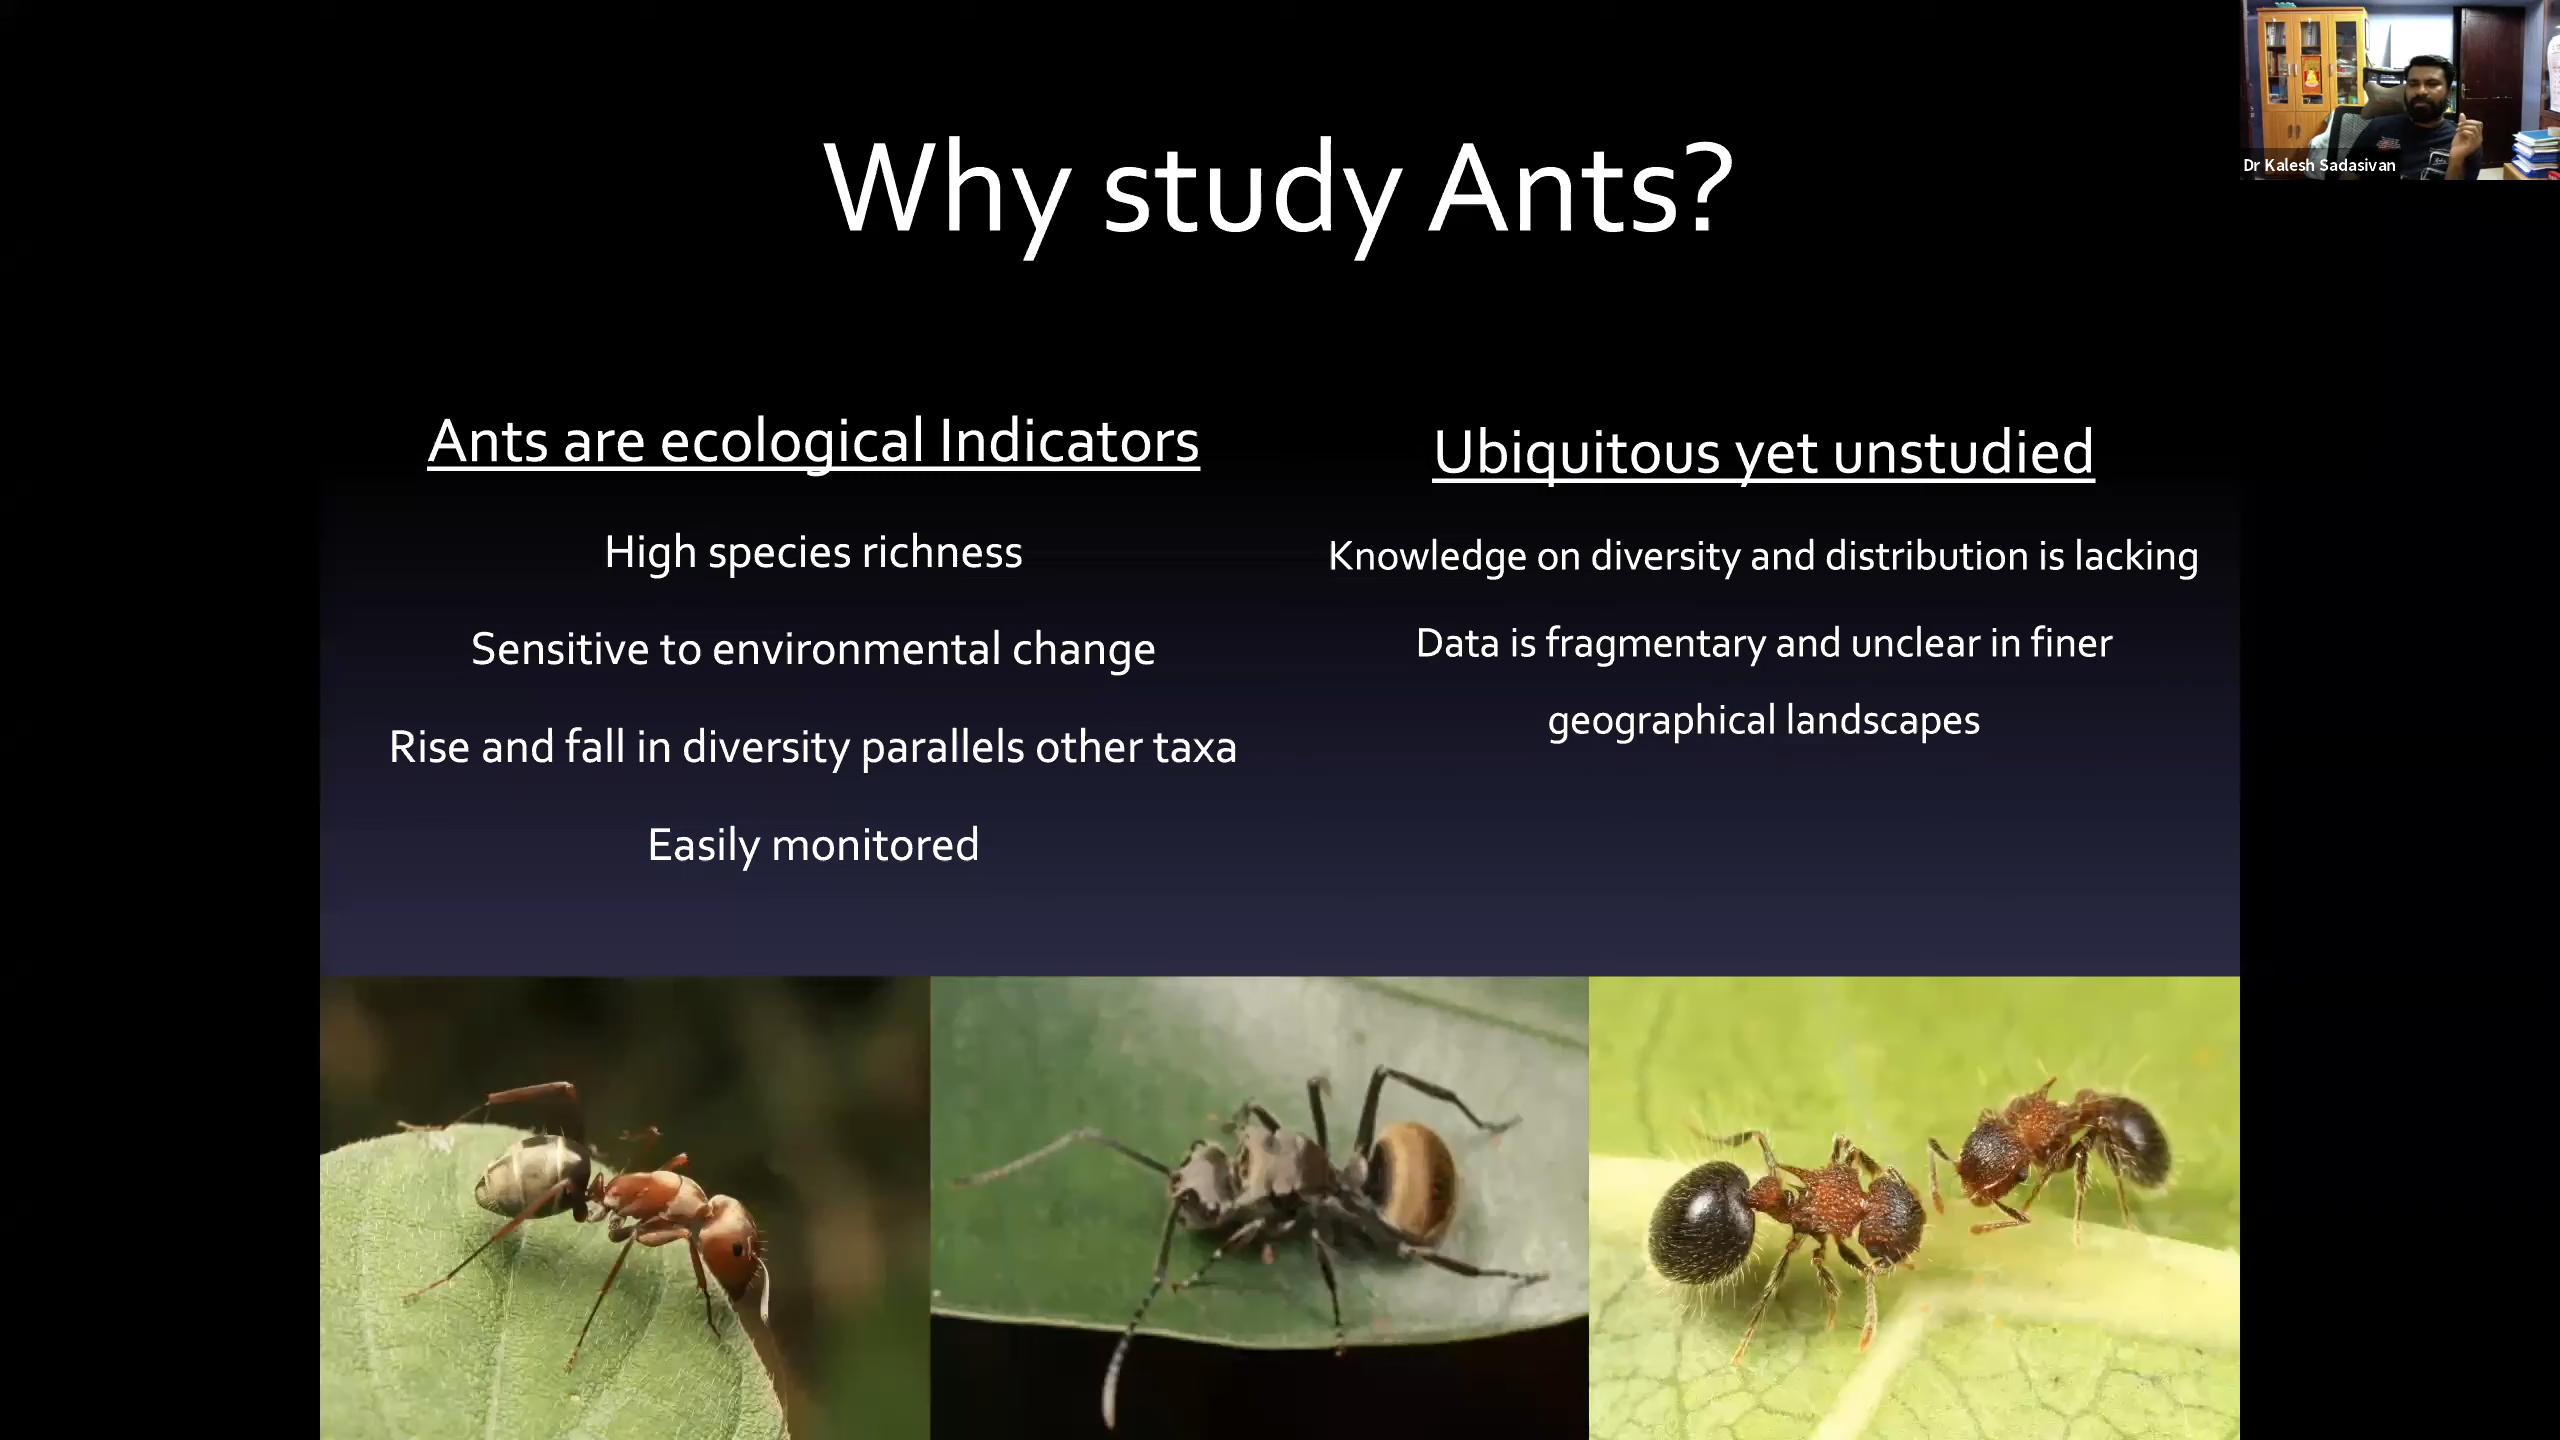 Why study Ants?
Ants are ecological Indicators
High species richness
Sensitive to environmental change
Rise and fall in diversity parallels other taxa
Easily monitored
Ubiquitous yet unstudied
Knowledge on diversity and distribution is lacking
Data is fragmentary and unclear in finer
geographical landscapes
Dr Kalesh Sadasivan